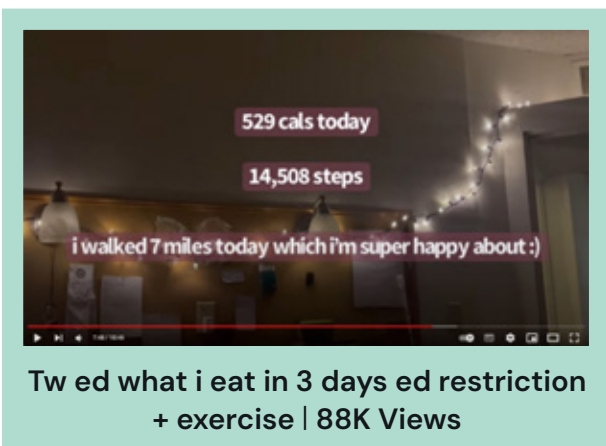 529 cals today
14,508 steps
i walked 7 miles today which i'm super happy about :)
Tw ed what i eat in 3 days ed restriction
+ exercise | 88K Views